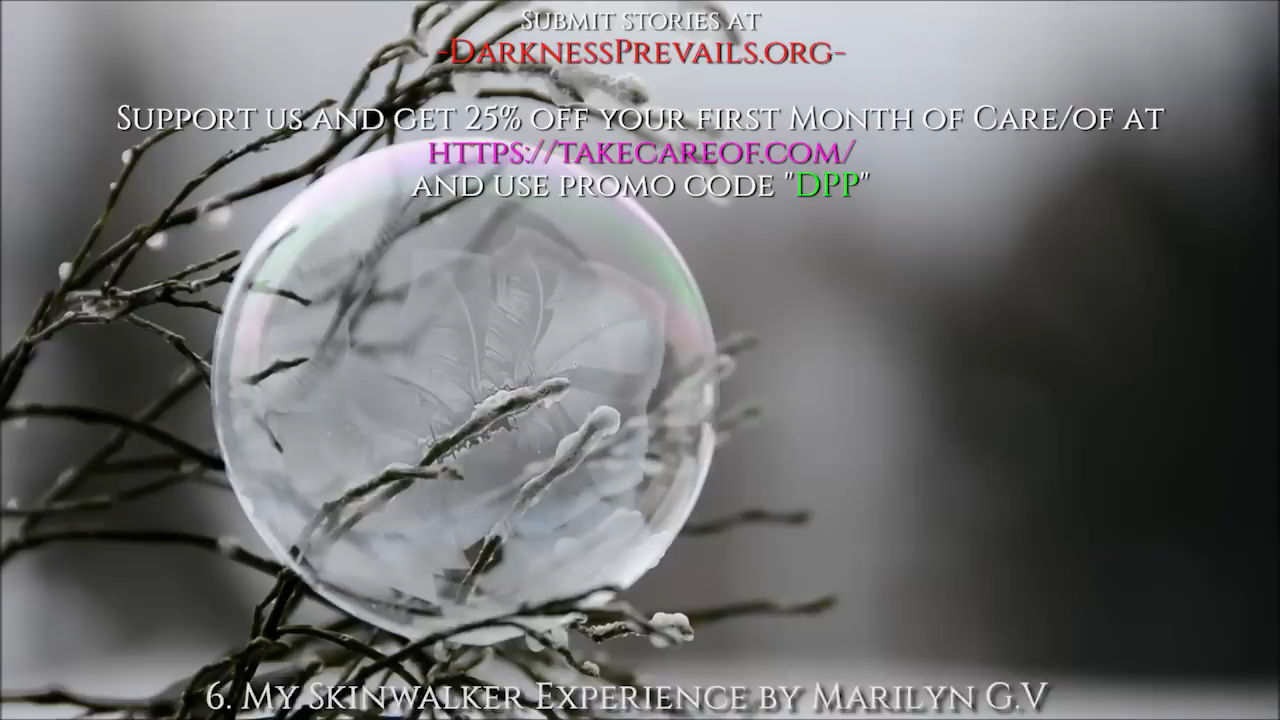 Submit stories at
-DarknessPrevails.org-
Support us and get 25% off your first Month of Care/of at
https://takecareof.com/
and use promo code "DPP"
6. My Skinwalker Experience by Marilyn G.V